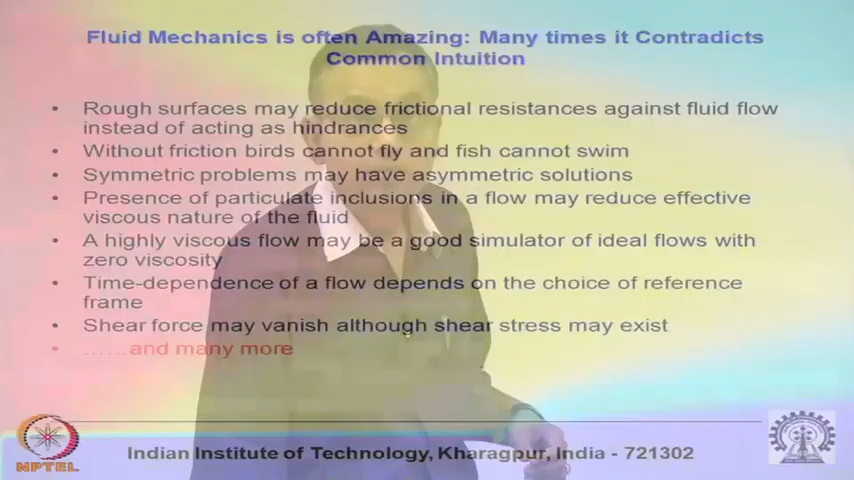 Fluid Mechanics is often Amazing: Many times it Contradicts
Common Intuition
• Rough surfaces may reduce frictional resistances against fluid flow
instead of acting as hindrances
• Without friction birds cannot fly and fish cannot swim
• Symmetric problems may have asymmetric solutions
• Presence of particulate inclusions in a flow may reduce effective
viscous nature of the fluid
• A highly viscous flow may be a good simulator of ideal flows with
zero viscosity
• Time-dependence of a flow depends on the choice of reference
frame
• Shear force may vanish although shear stress may exist
• ……and many more
NPTEL
Indian Institute of Technology, Kharagpur, India - 721302